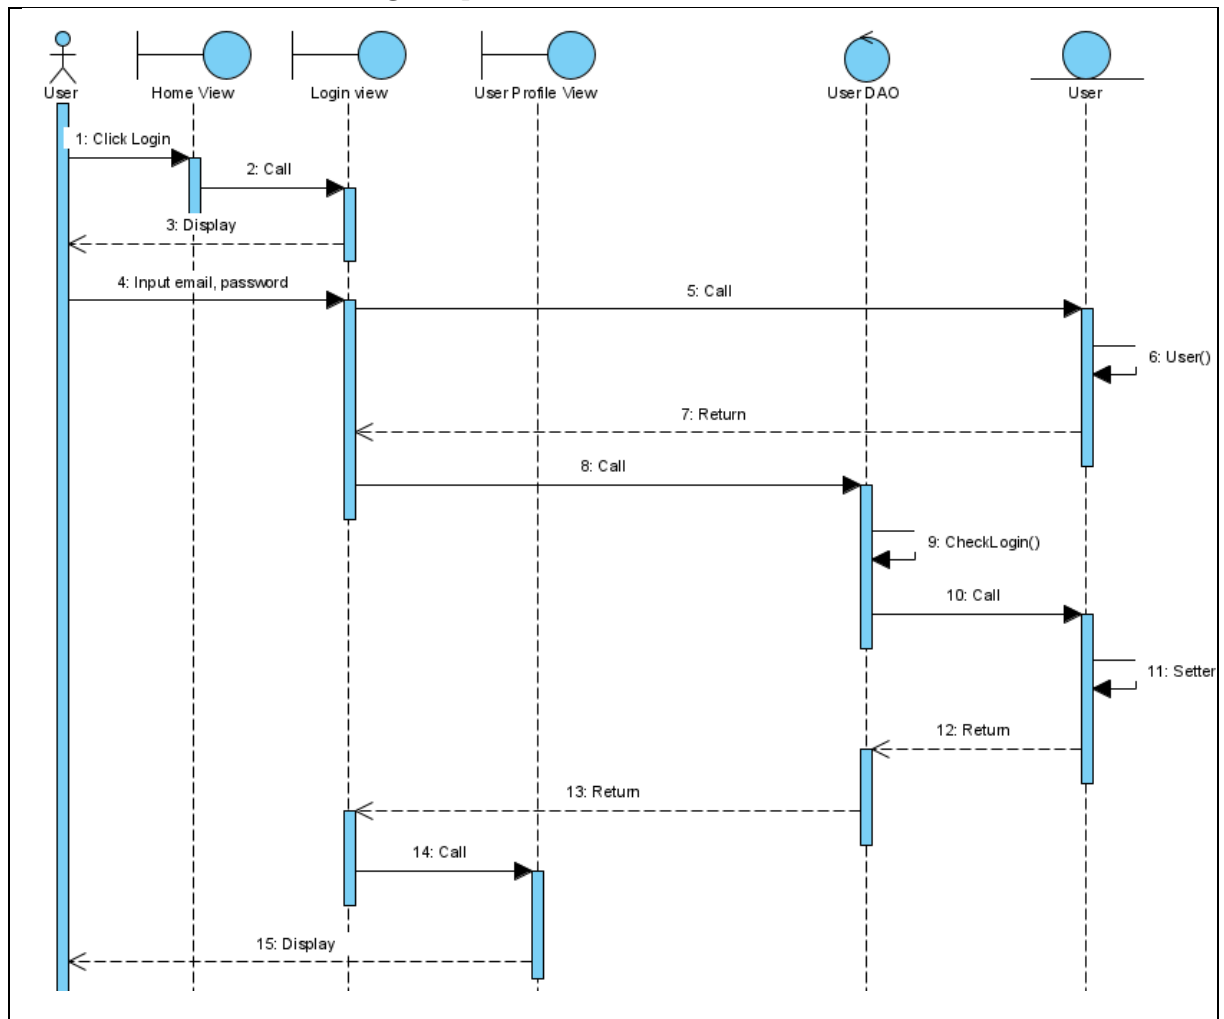 User
Home View
Login view
User Profile View
User DAO
User
1: Click Login
2: Call
3: Display
4: Input email, password
5: Call
6: User()
7: Return
8: Call
9: CheckLogin()
10: Call
11: Setter
12: Return
13: Return
14: Call
15: Display